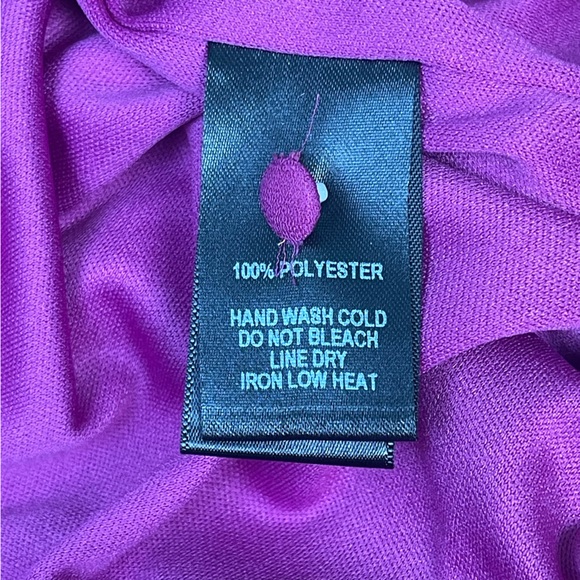 100% POLYESTER
HAND WASH COLD
DO NOT BLEACH
LINE DRY
IRON LOW HEAT